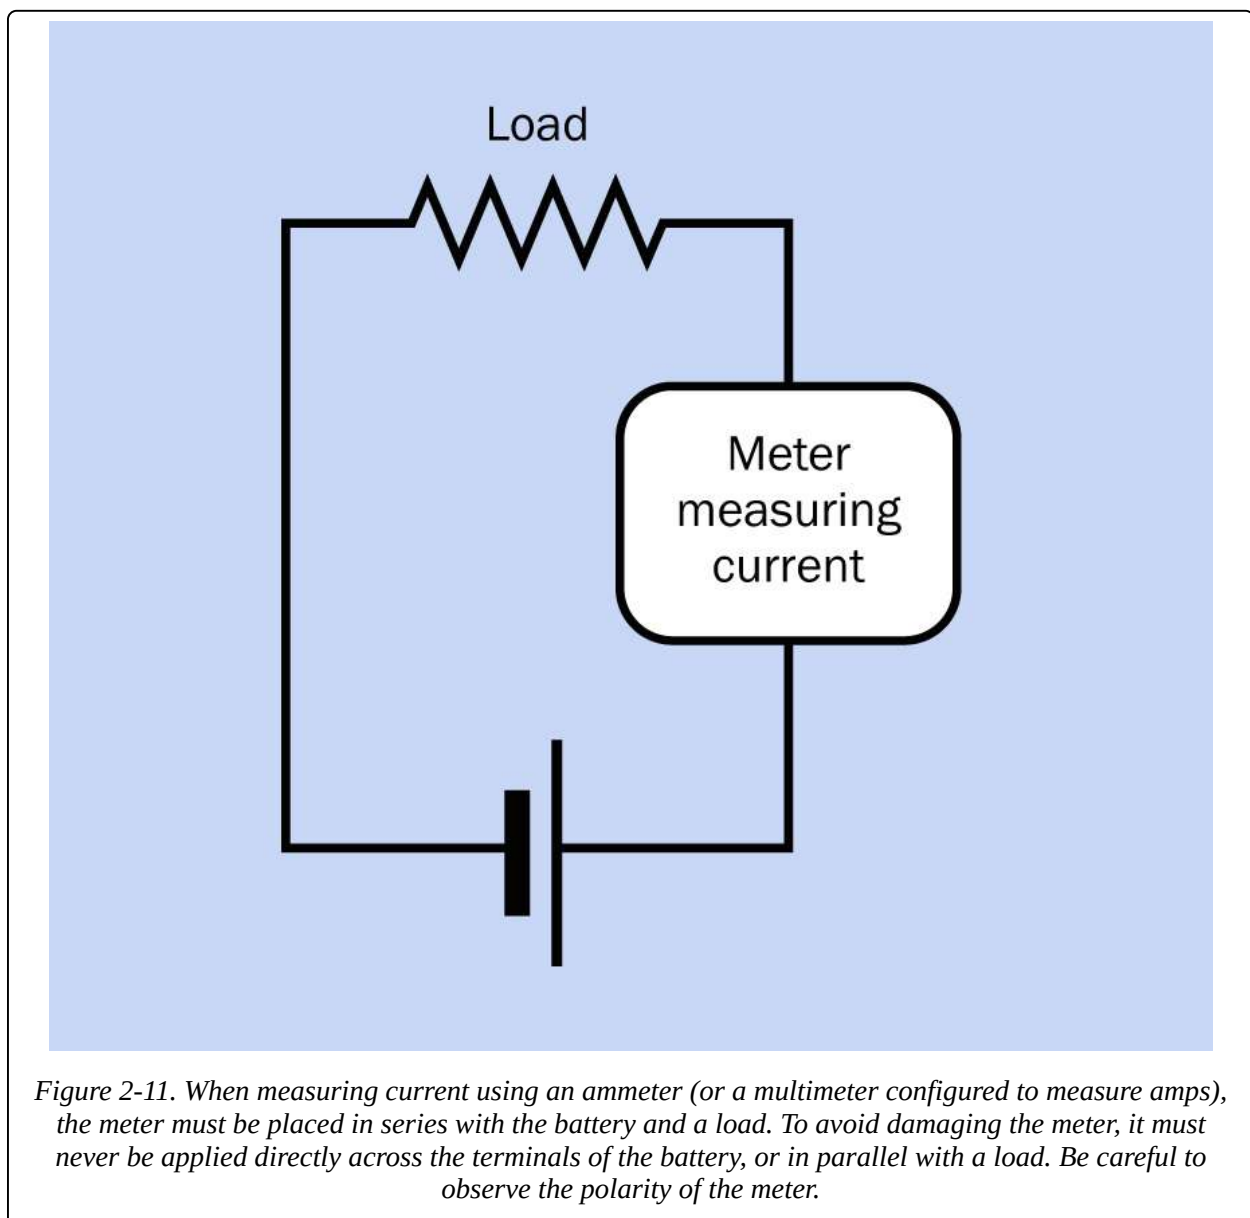 Load
Meter
measuring
current
Figure 2-11. When measuring current using an ammeter (or a multimeter configured to measure amps),
the meter must be placed in series with the battery and a load. To avoid damaging the meter, it must
never be applied directly across the terminals of the battery, or in parallel with a load. Be careful to
observe the polarity of the meter.